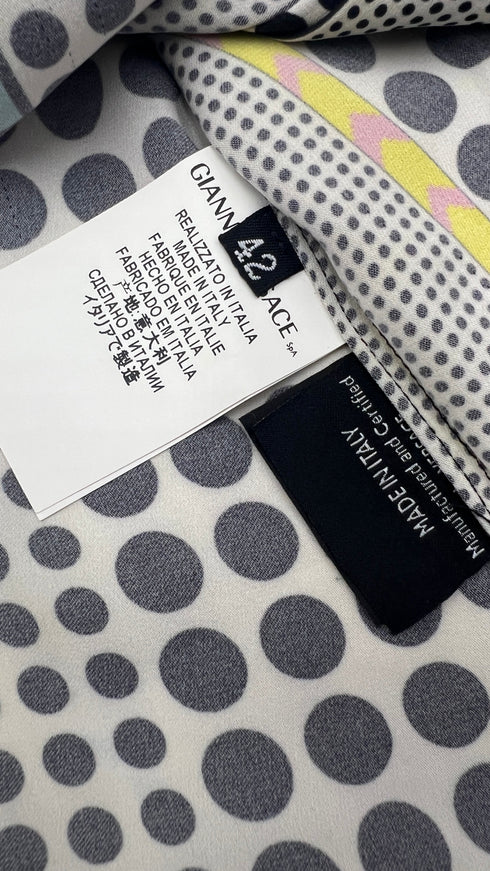 GIANN
ACE SpA
42
REALIZZATO IN ITALIA
MADE IN ITALY
FABRIQUE EN ITALIE
HECHO EN ITALIA
FABRICADO EM ITALIA
产地:意大利
СДЕЛАНО В ИТАЛИИ
イタリアで製造
Manufactured and Certified
MADE IN ITALY